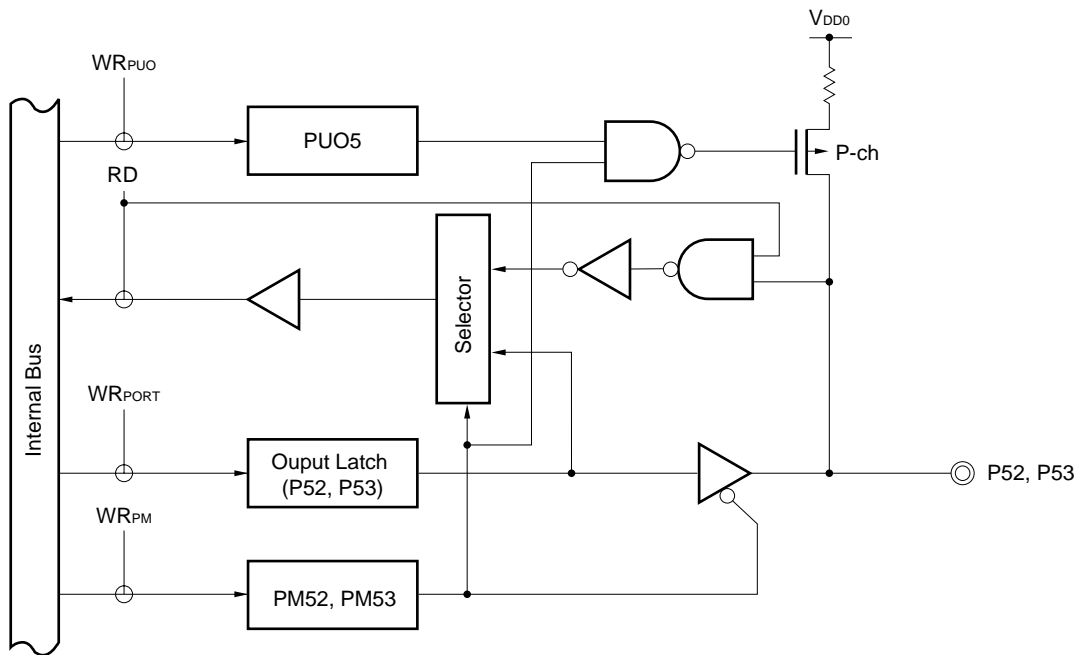 VDD0
WRPUO
PUO5
P-ch
RD
Selector
Internal Bus
WRPORT
Ouput Latch
(P52, P53)
P52, P53
WRPM
PM52, PM53